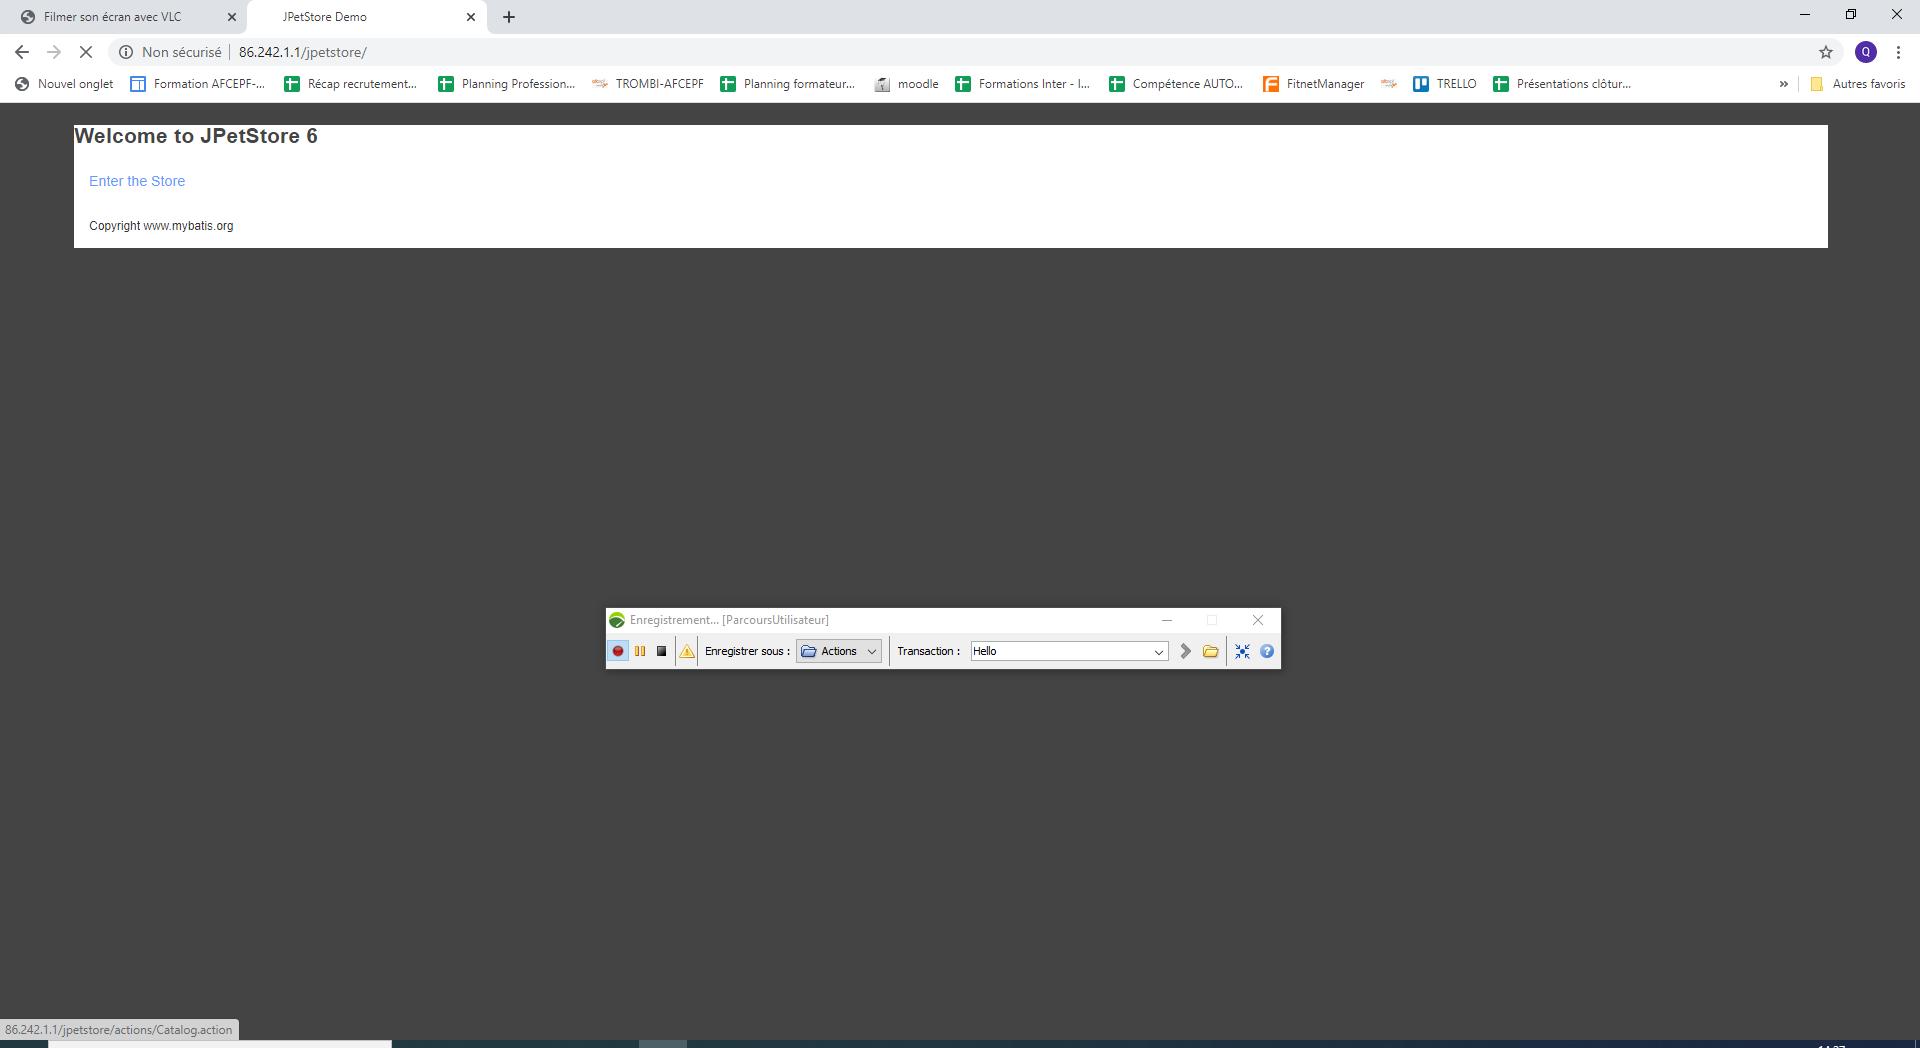 Filmer son écran avec VLC
JPetStore Demo
Non sécurisé
86.242.1.1/jpetstore/
Q
Nouvel onglet
Formation AFCEPF-...
Récap recrutement...
Planning Profession...
TROMBI-AFCEPF
Planning formateur...
moodle
Formations Inter - I...
Compétence AUTO...
FitnetManager
TRELLO
Présentations clôtur...
»
Autres favoris
Welcome to JPetStore 6
Enter the Store
Copyright www.mybatis.org
Enregistrement... [ParcoursUtilisateur]
Enregistrer sous :
Actions
Transaction :
Hello
86.242.1.1/jpetstore/actions/Catalog.action